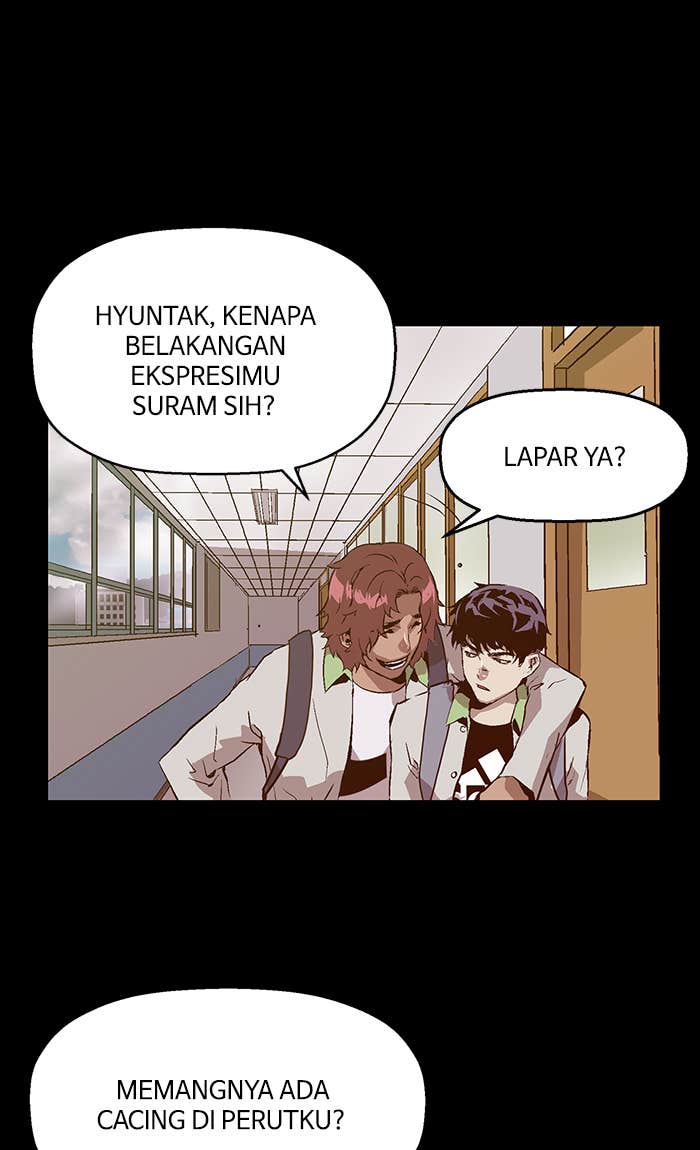 HYUNTAK, KENAPA
BELAKANGAN
EKSPRESIMU
SURAM SIH?
LAPAR YA?
MEMANGNYA ADA
CACING DI PERUTKU?